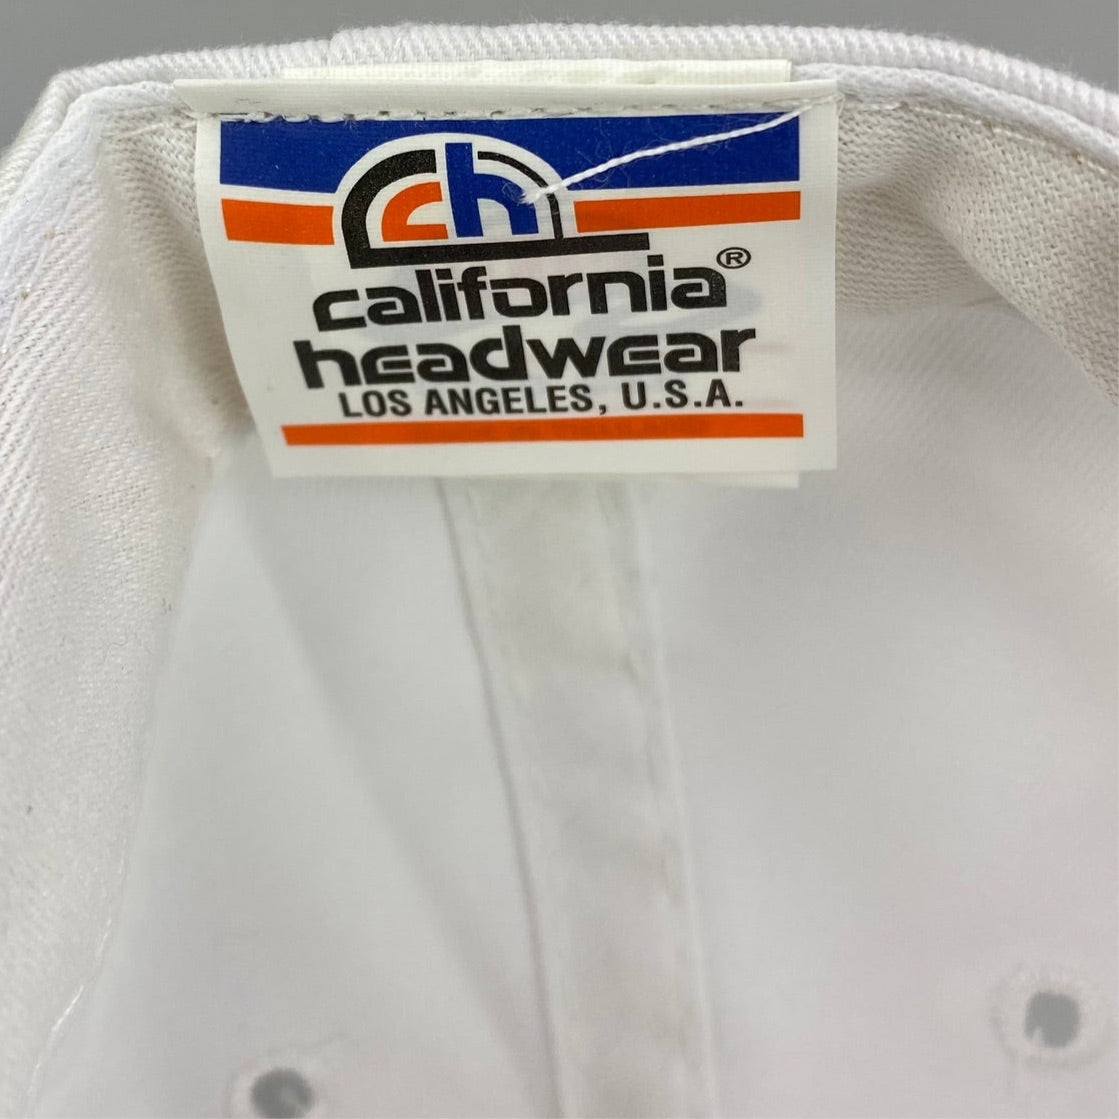 ch
california®
headwear
LOS ANGELES, U.S.A.